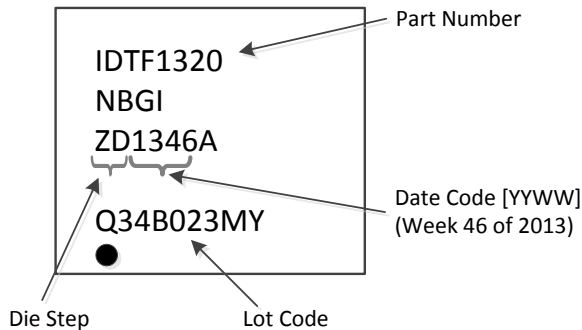 Part Number
IDTF1320
NBGI
ZD1346A
Date Code [YYWW]
(Week 46 of 2013)
Q34B023MY
Die Step
Lot Code